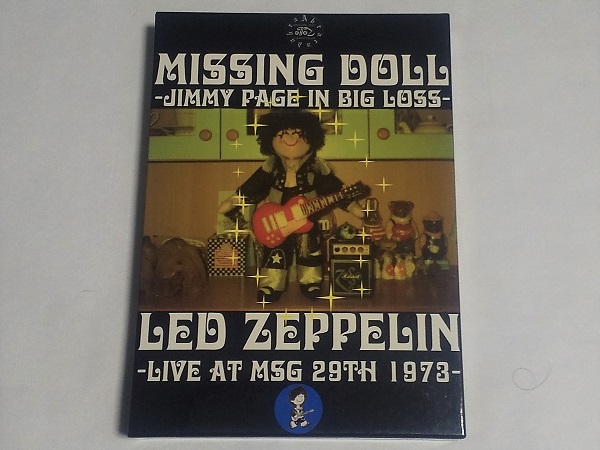 MISSING DOLL
-JIMMY PAGE IN BIG LOSS-
LED ZEPPELIN
-LIVE AT MSG 29TH 1973-